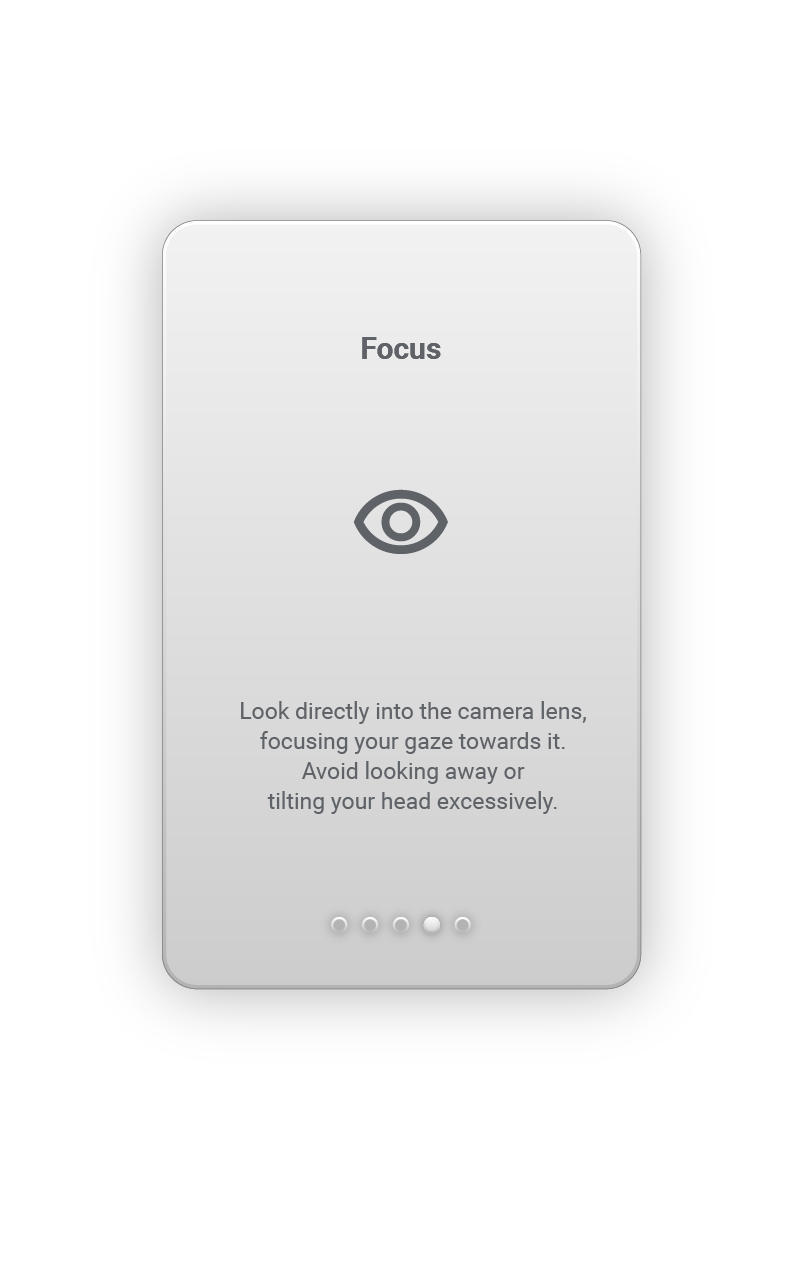 Focus
Look directly into the camera lens,
focusing your gaze towards it.
Avoid looking away or
tilting your head excessively.